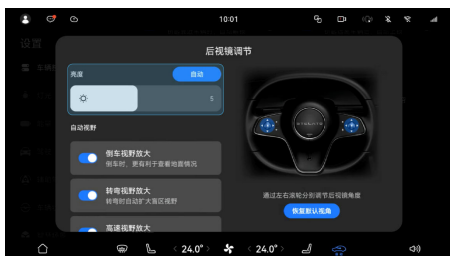 10:01
设置
后视镜调节
亮度
自动
5
自动视野
倒车视野放大
倒车时，更有利于查看地面情况
转弯视野放大
转弯时自动扩大盲区视野
高速视野放大
通过左右滚轮分别调节后视镜角度
恢复默认视角
24.0°
24.0°